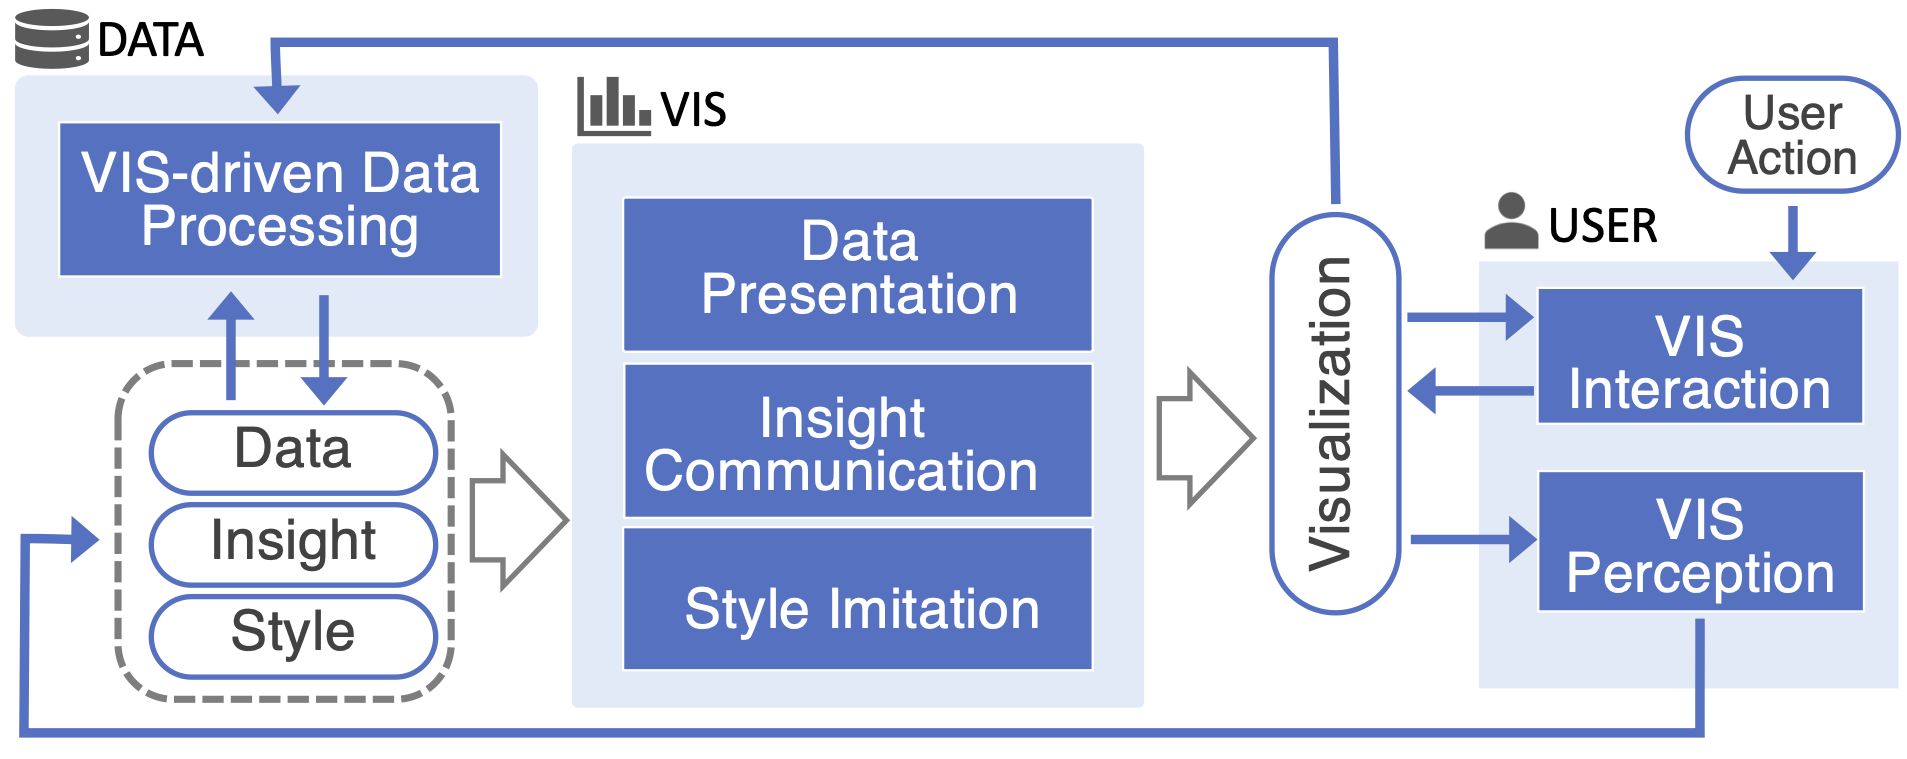 DATA
VIS-driven Data
Processing
Data
Insight
Style
VIS
Data
Presentation
Insight
Communication
Style Imitation
Visualization
User
Action
USER
VIS
Interaction
VIS
Perception